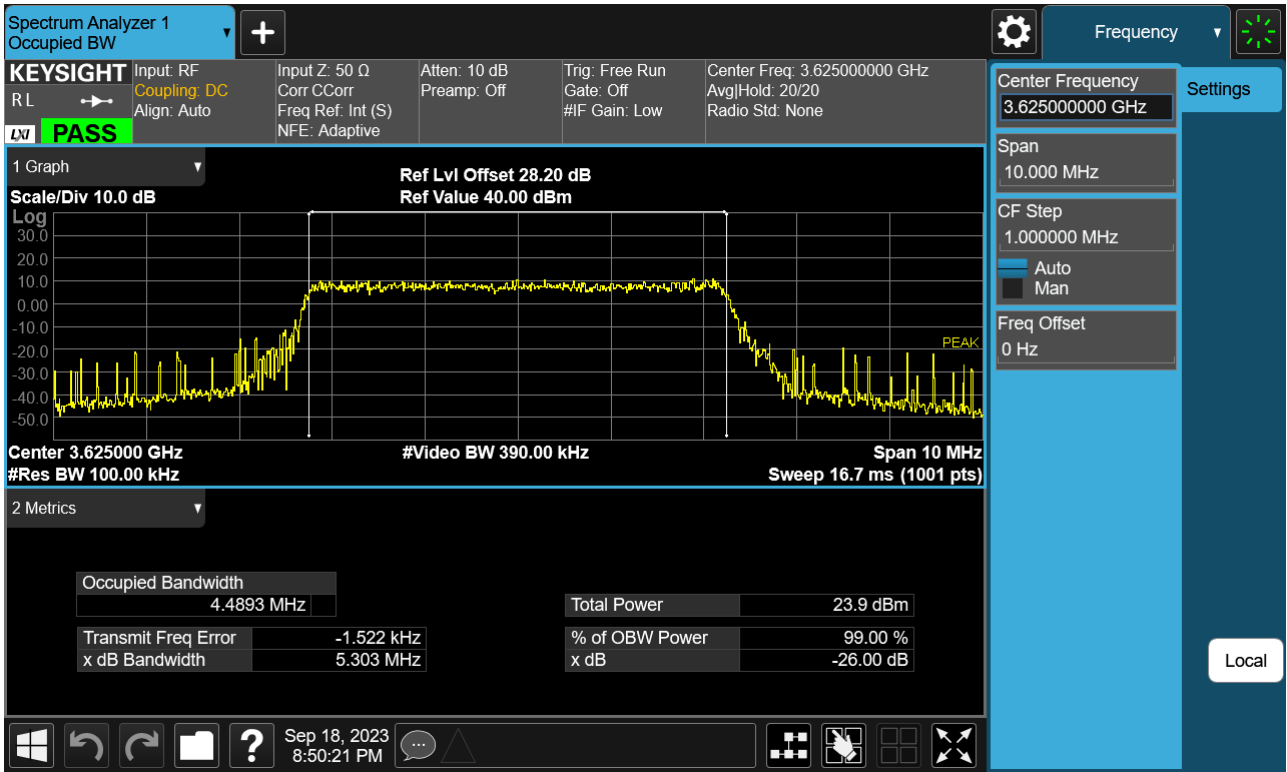 Spectrum Analyzer 1
Occupied BW
Frequency
KEYSIGHT
RL
LXI
PASS
Input: RF
Coupling: DC
Align: Auto
Input Z: 50 Ω
Corr CCorr
Freq Ref: Int (S)
NFE: Adaptive
Atten: 10 dB
Preamp: Off
Trig: Free Run
Gate: Off
#IF Gain: Low
Center Freq: 3.625000000 GHz
Avg|Hold: 20/20
Radio Std: None
Center Frequency
3.625000000 GHz
Settings
Span
10.000 MHz
CF Step
1.000000 MHz
Auto
Man
Freq Offset
0 Hz
Local
1 Graph
Ref Lvl Offset 28.20 dB
Scale/Div 10.0 dB
Ref Value 40.00 dBm
Log
30.0
20.0
10.0
0.00
-10.0
-20.0
-30.0
-40.0
-50.0
PEAK
Center 3.625000 GHz
#Video BW 390.00 kHz
Span 10 MHz
#Res BW 100.00 kHz
Sweep 16.7 ms (1001 pts)
2 Metrics
Occupied Bandwidth
4.4893 MHz
Total Power 23.9 dBm
Transmit Freq Error -1.522 kHz
% of OBW Power 99.00 %
x dB Bandwidth 5.303 MHz
x dB -26.00 dB
?
Sep 18, 2023
8:50:21 PM